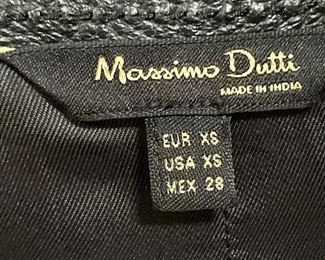 Massimo Dutti
MADE IN INDIA
EUR XS
USA XS
MEX 28